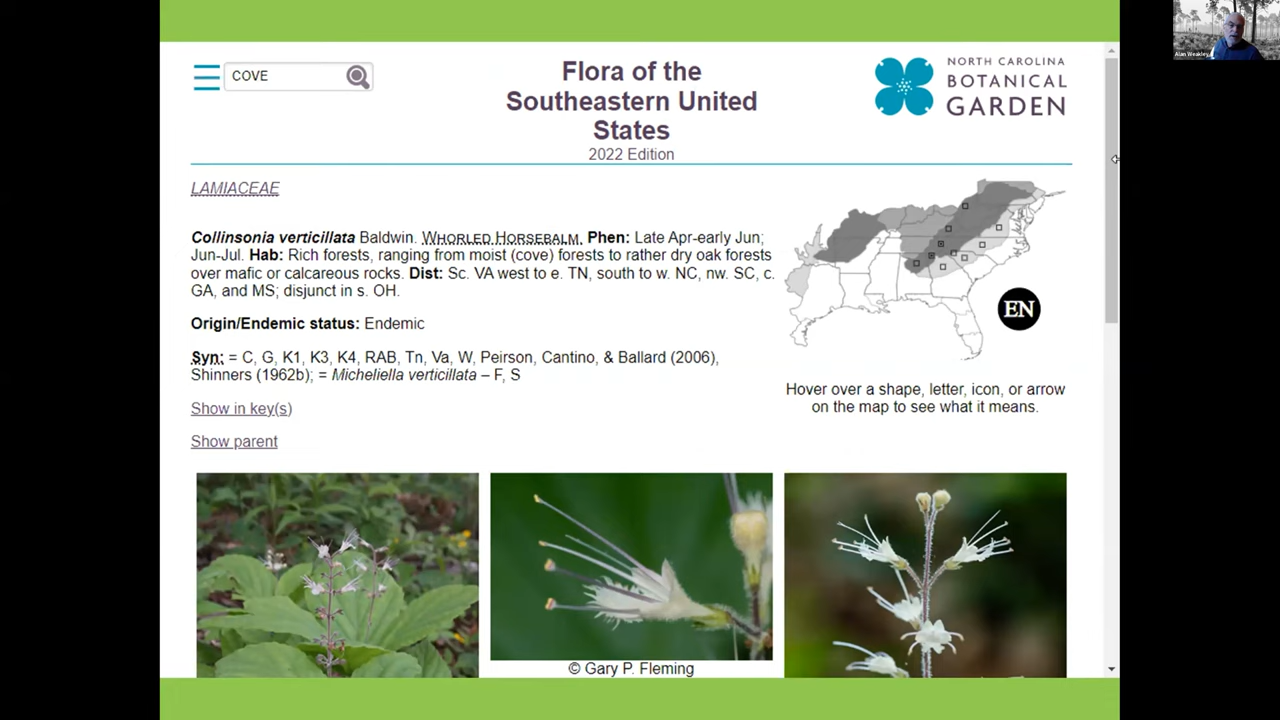 COVE
Flora of the
Southeastern United
States
2022 Edition
NORTH CAROLINA
BOTANICAL
GARDEN
Alan Weakley
LAMIACEAE
Collinsonia verticillata Baldwin. WHORLED HORSEBALM. Phen: Late Apr-early Jun;
Jun-Jul. Hab: Rich forests, ranging from moist (cove) forests to rather dry oak forests
over mafic or calcareous rocks. Dist: Sc. VA west to e. TN, south to w. NC, nw. SC, c.
GA, and MS; disjunct in s. OH.
Origin/Endemic status: Endemic
Syn: = C, G, K1, K3, K4, RAB, Tn, Va, W, Peirson, Cantino, & Ballard (2006),
Shinners (1962b); = Micheliella verticillata – F, S
Show in key(s)
Show parent
EN
Hover over a shape, letter, icon, or arrow
on the map to see what it means.
© Gary P. Fleming